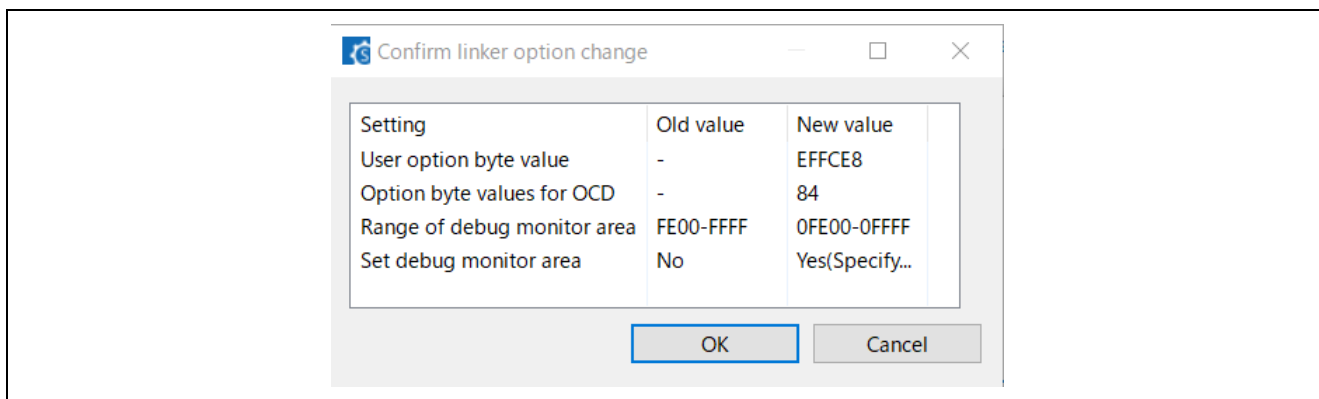 Confirm linker option change
Setting Old value New value
User option byte value - EFFCE8
Option byte values for OCD - 84
Range of debug monitor area FE00-FFFF 0FE00-0FFFF
Set debug monitor area No Yes(Specify...
OK Cancel